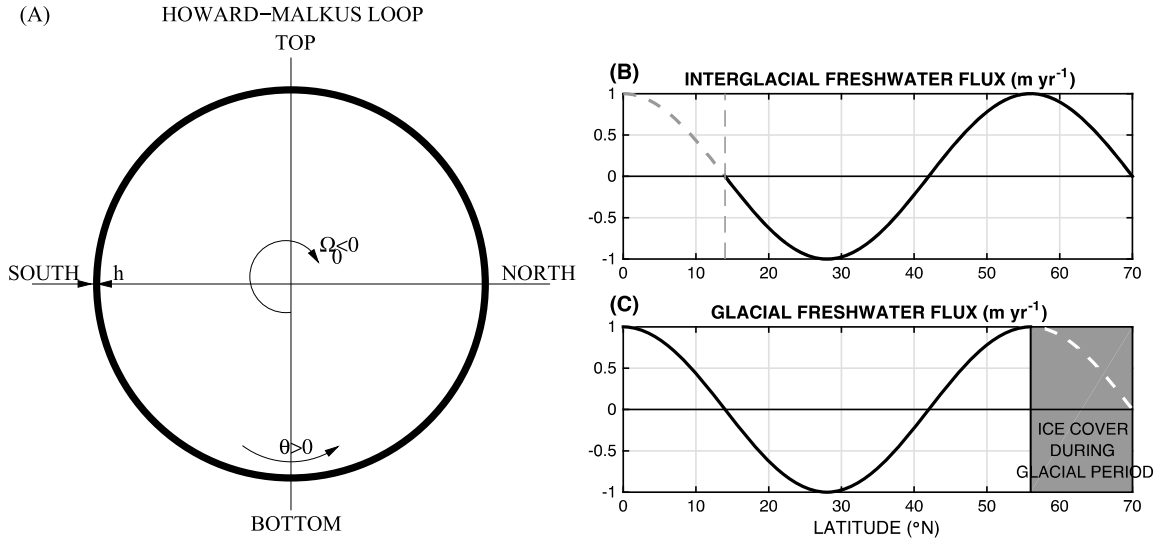 (A)
HOWARD−MALKUS LOOP
TOP
SOUTH
h
Ω<0
0
NORTH
θ>0
BOTTOM
(B)
INTERGLACIAL FRESHWATER FLUX (m yr-1)
1
0.5
0
-0.5
-1
0 10 20 30 40 50 60 70
(C)
GLACIAL FRESHWATER FLUX (m yr-1)
1
0.5
0
-0.5
-1
ICE COVER
DURING
GLACIAL PERIOD
0 10 20 30 40 50 60 70
LATITUDE (°N)